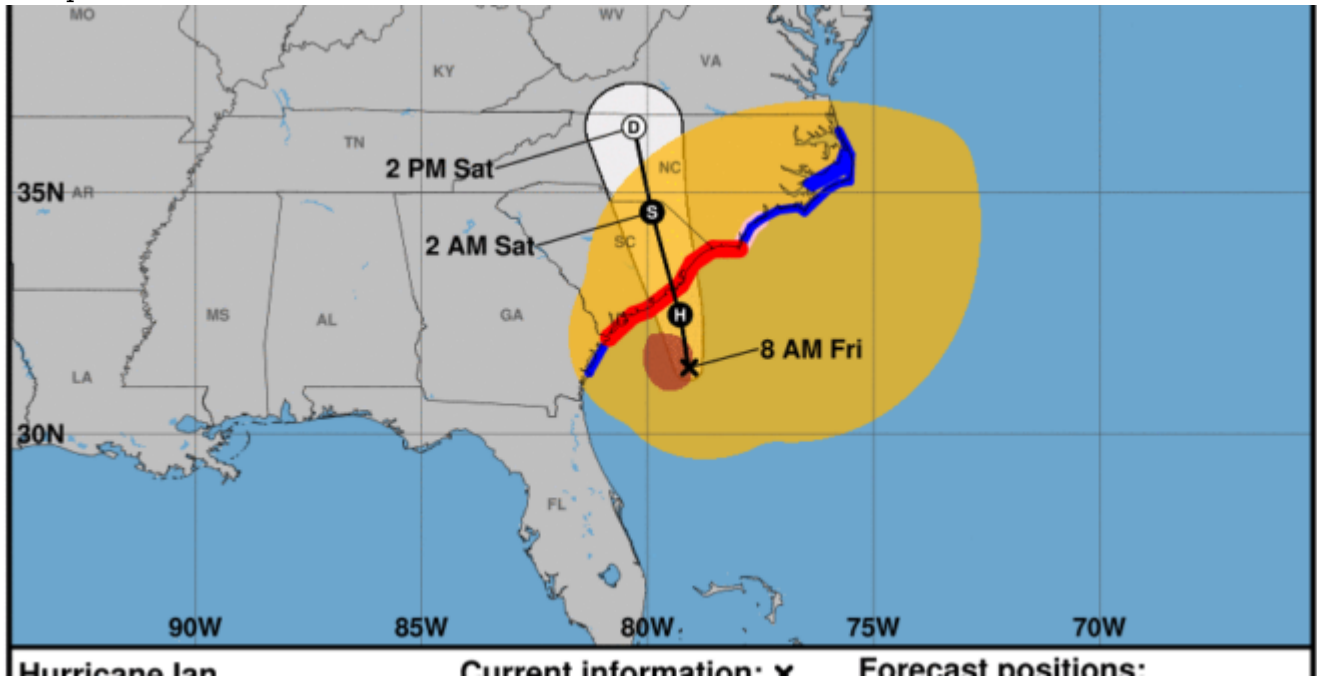 MO
WV
KY
VA
D
TN
2 PM Sat
NC
35N
AR
S
2 AM Sat
SC
MS
AL
GA
H
8 AM Fri
LA
30N
FL
90W
85W
80W
75W
70W
Hurricane Ian
Current information: x
Forecast positions: